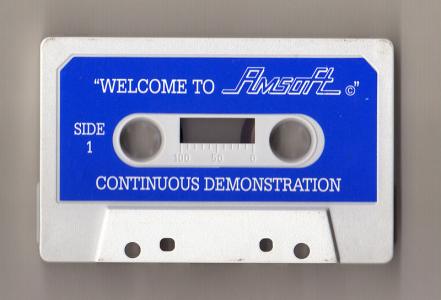 “WELCOME TO Amsoft ©”
SIDE
1
100 50 0
CONTINUOUS DEMONSTRATION